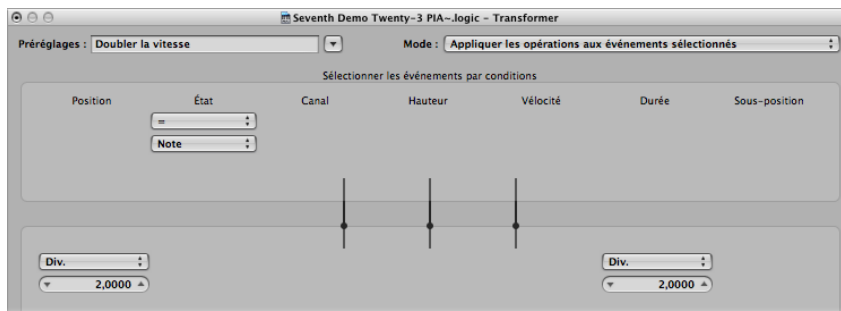 Seventh Demo Twenty-3 PIA~.logic – Transformer
Préréglages : Doubler la vitesse Mode : Appliquer les opérations aux événements sélectionnés
Sélectionner les événements par conditions
Position État Canal Hauteur Vélocité Durée Sous-position
=
Note
Div. Div.
2,0000 2,0000